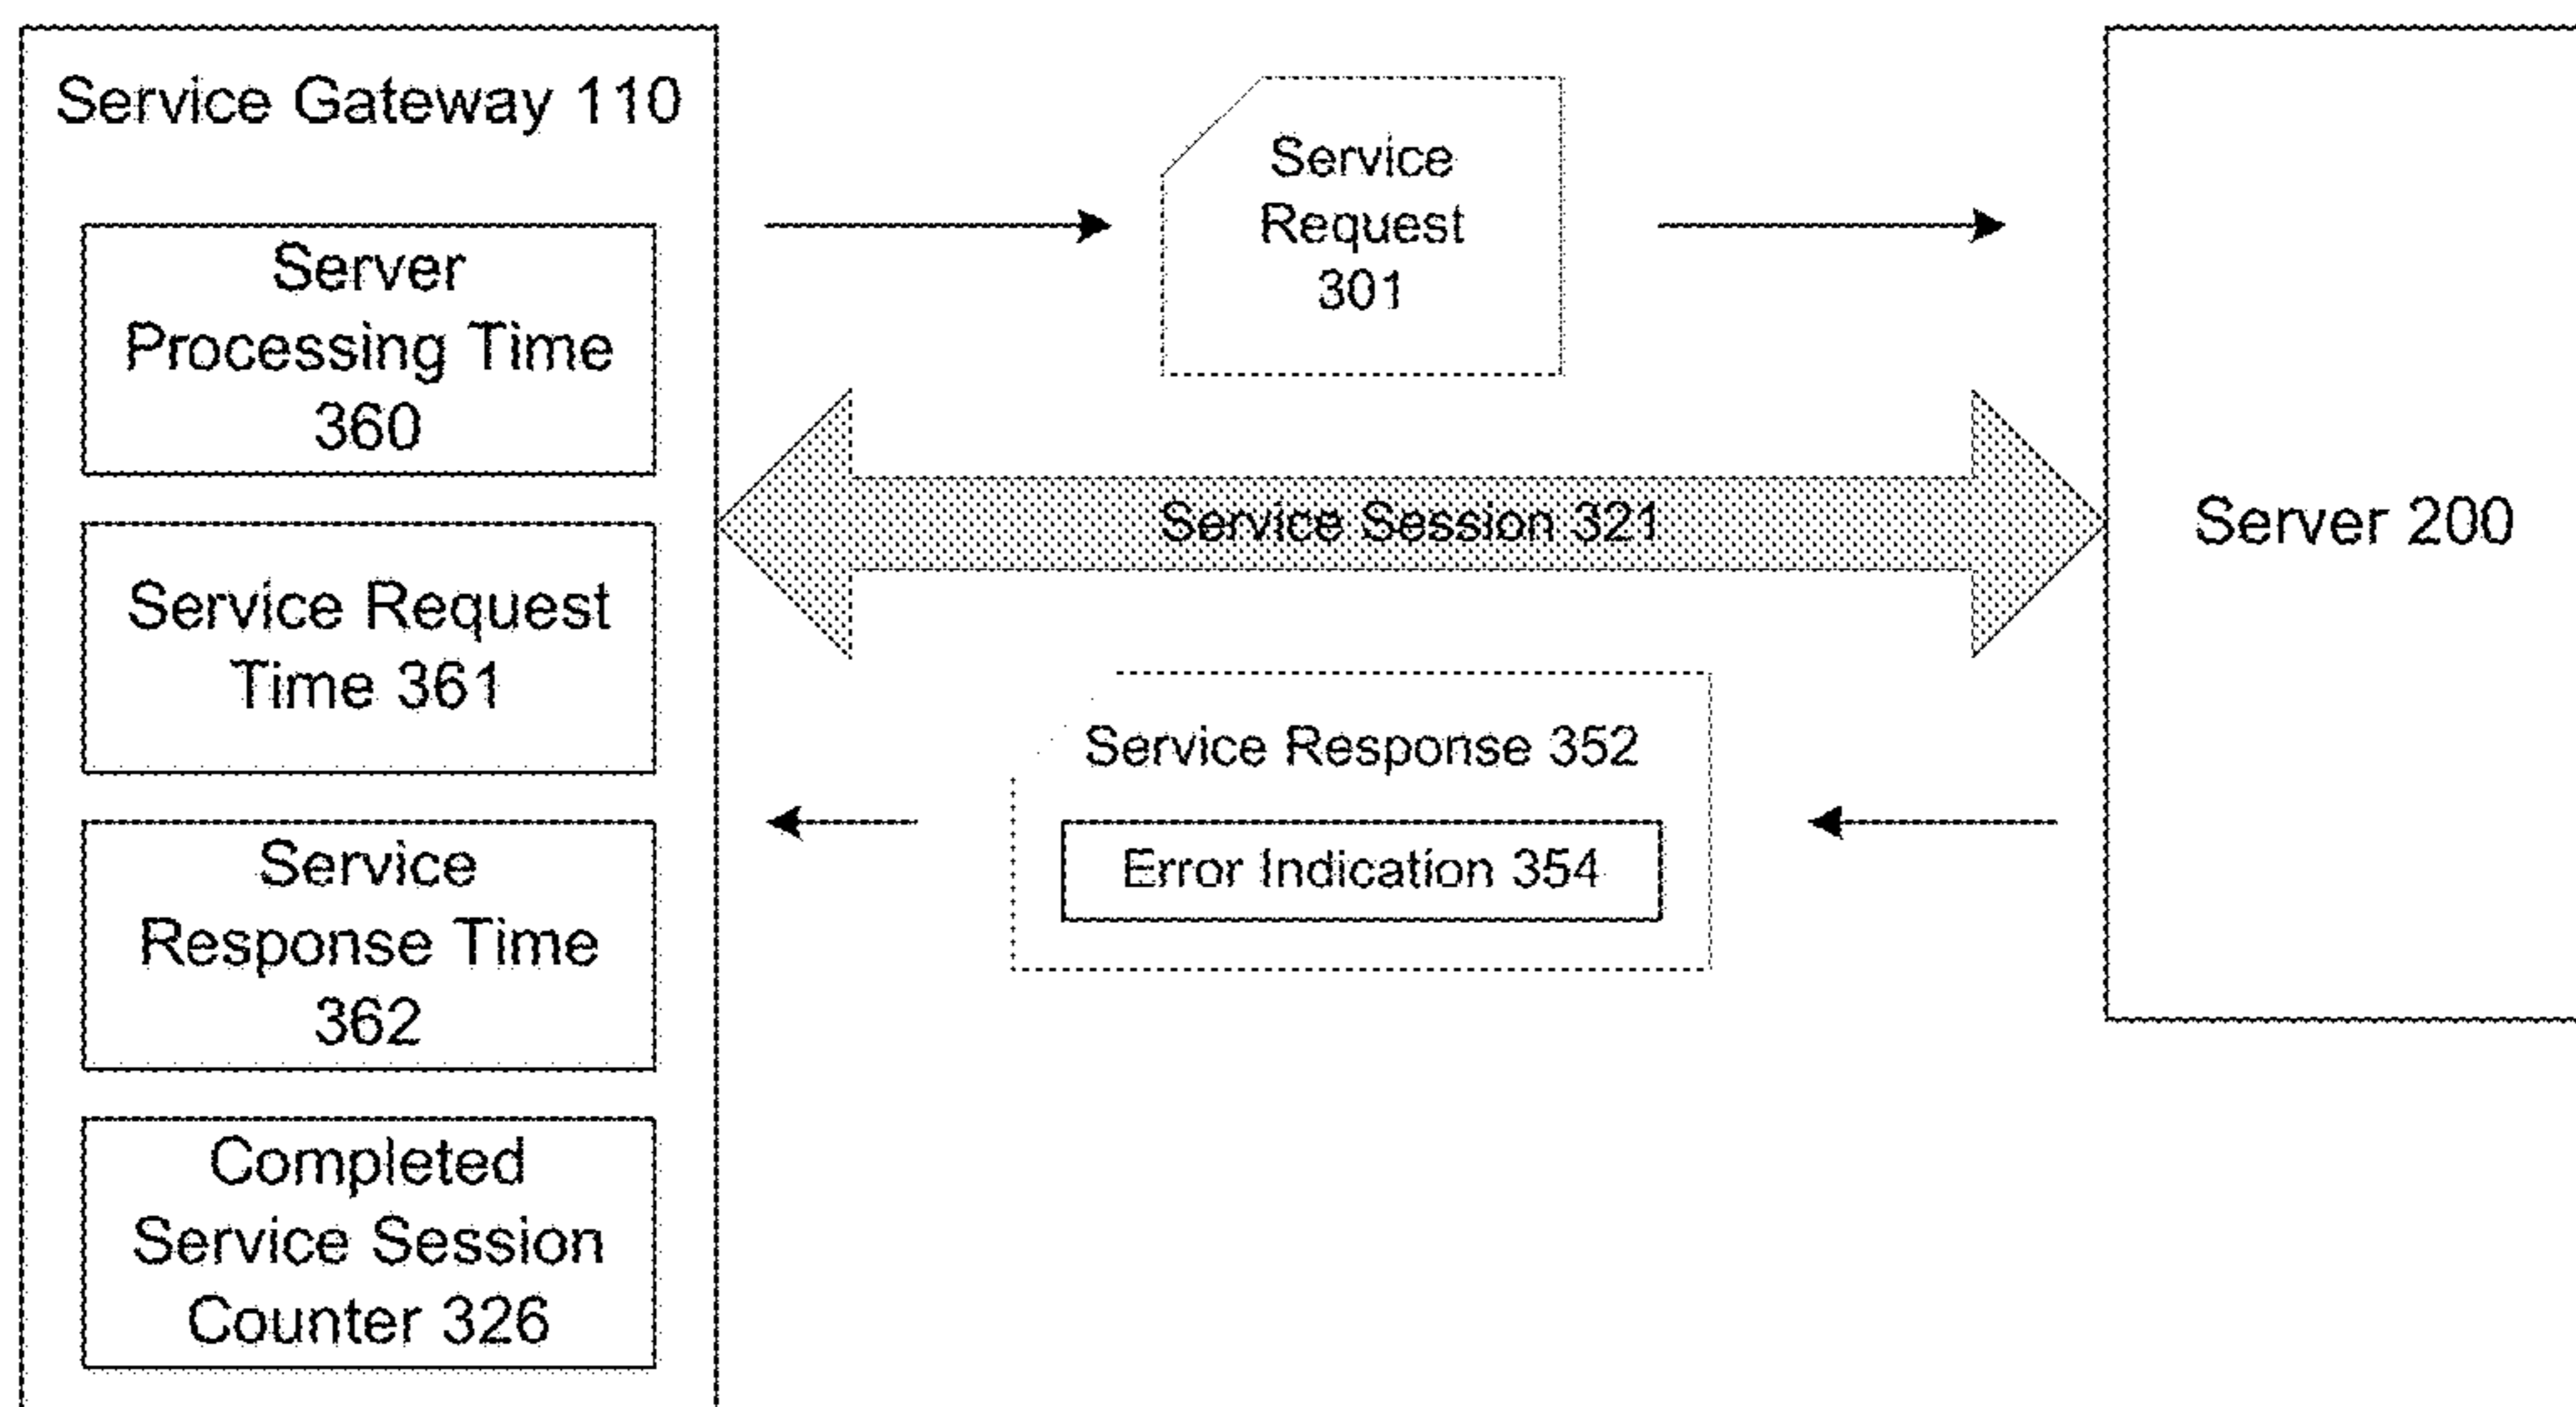 Service Gateway 110
Server
Processing Time
360
Service Request
Time 361
Service
Response Time
362
Completed
Service Session
Counter 326
Service
Request
301
Service Session 321
Service Response 352
Error Indication 354
Server 200